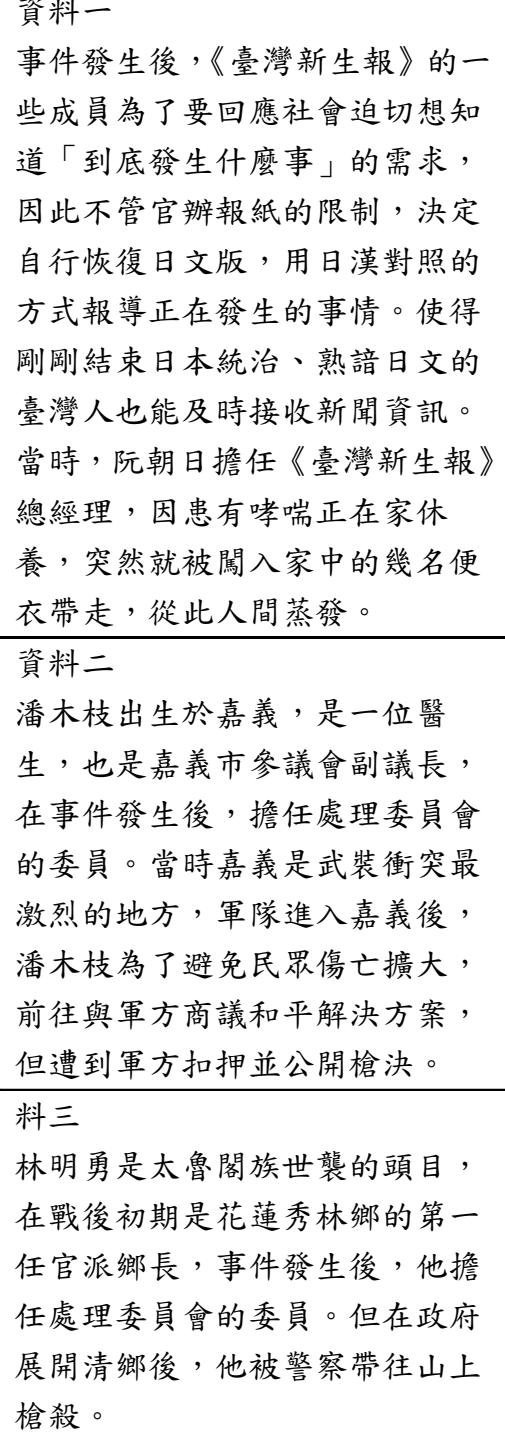 資料一
事件發生後，《臺灣新生報》的一
些成員為了要回應社會迫切想知
道「到底發生什麼事」的需求，
因此不管官辦報紙的限制，決定
自行恢復日文版，用日漢對照的
方式報導正在發生的事情。使得
剛剛結束日本統治、熟諳日文的
臺灣人也能及時接收新聞資訊。
當時，阮朝日擔任《臺灣新生報》
總經理，因患有哮喘正在家休
養，突然就被闖入家中的幾名便
衣帶走，從此人間蒸發。
資料二
潘木枝出生於嘉義，是一位醫
生，也是嘉義市參議會副議長，
在事件發生後，擔任處理委員會
的委員。當時嘉義是武裝衝突最
激烈的地方，軍隊進入嘉義後，
潘木枝為了避免民眾傷亡擴大，
前往與軍方商議和平解決方案，
但遭到軍方扣押並公開槍決。
料三
林明勇是太魯閣族世襲的頭目，
在戰後初期是花蓮秀林鄉的第一
任官派鄉長，事件發生後，他擔
任處理委員會的委員。但在政府
展開清鄉後，他被警察帶往山上
槍殺。